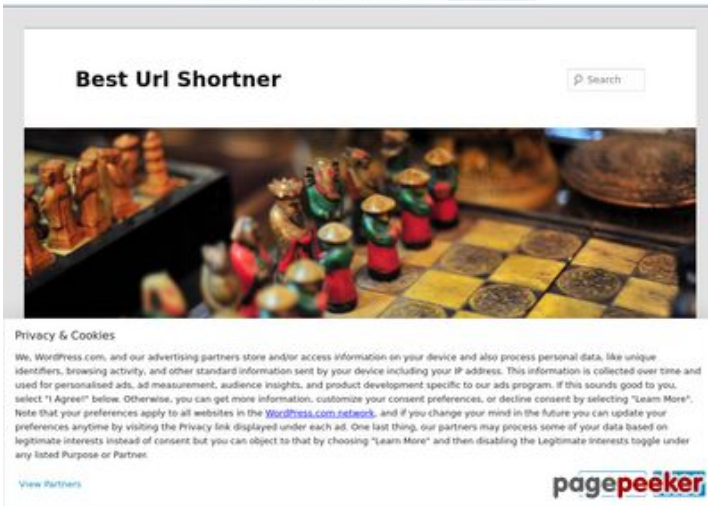 Best Url Shortner
Search
Privacy & Cookies
We, WordPress.com, and our advertising partners store and/or access information on your device and also process personal data, like unique
identifiers, browsing activity, and other standard information sent by your device including your IP address. This information is collected over time and
used for personalised ads, ad measurement, audience insights, and product development specific to our ads program. If this sounds good to you,
select "I Agree!" below. Otherwise, you can get more information, customize your consent preferences, or decline consent by selecting "Learn More".
Note that your preferences apply to all websites in the WordPress.com network, and if you change your mind in the future you can update your
preferences anytime by visiting the Privacy link displayed under each ad. One last thing, our partners may process some of your data based on
legitimate interests instead of consent but you can object to that by choosing "Learn More" and then disabling the Legitimate Interests toggle under
any listed Purpose or Partner.
View Partners
pagepeeker